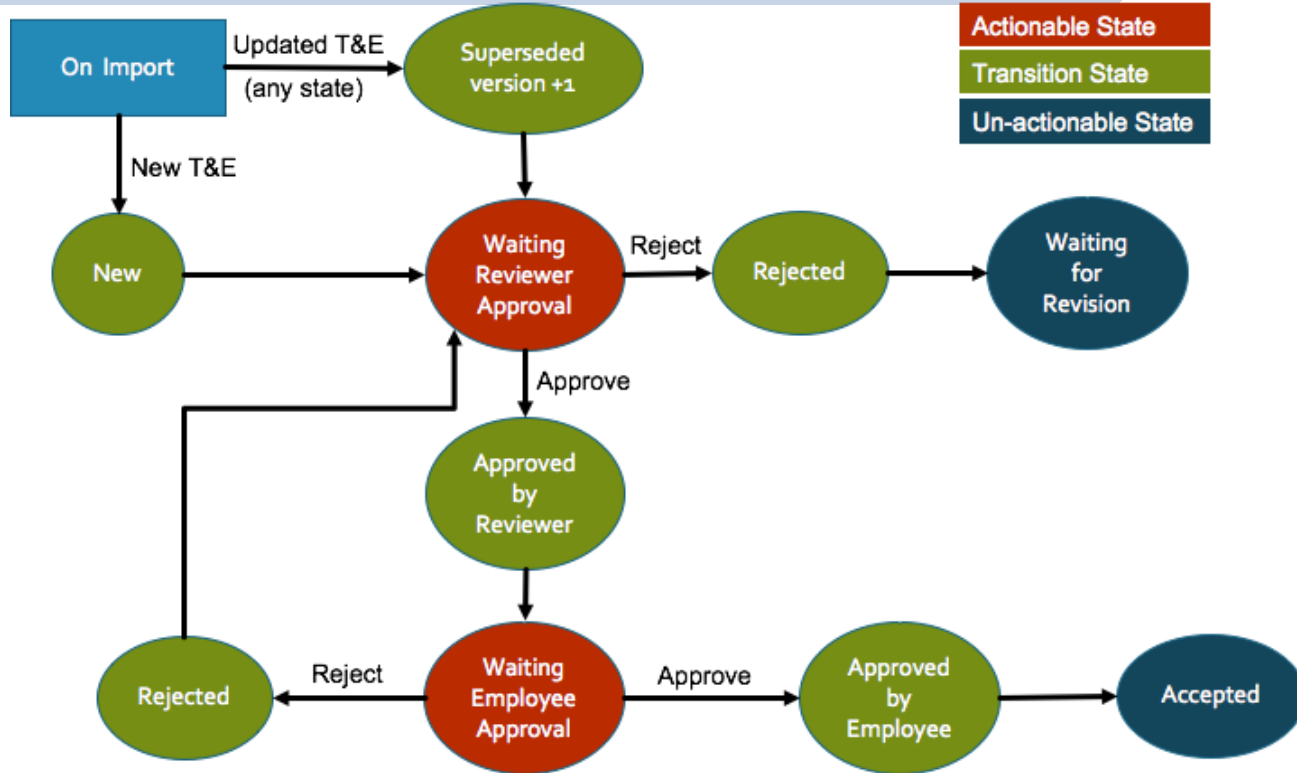 On Import
Updated T&E
(any state)
Superseded
version +1
Actionable State
Transition State
Un-actionable State
New T&E
New
Waiting
Reviewer
Approval
Reject
Rejected
Waiting
for
Revision
Approve
Approved
by
Reviewer
Rejected
Reject
Waiting
Employee
Approval
Approve
Approved
by
Employee
Accepted